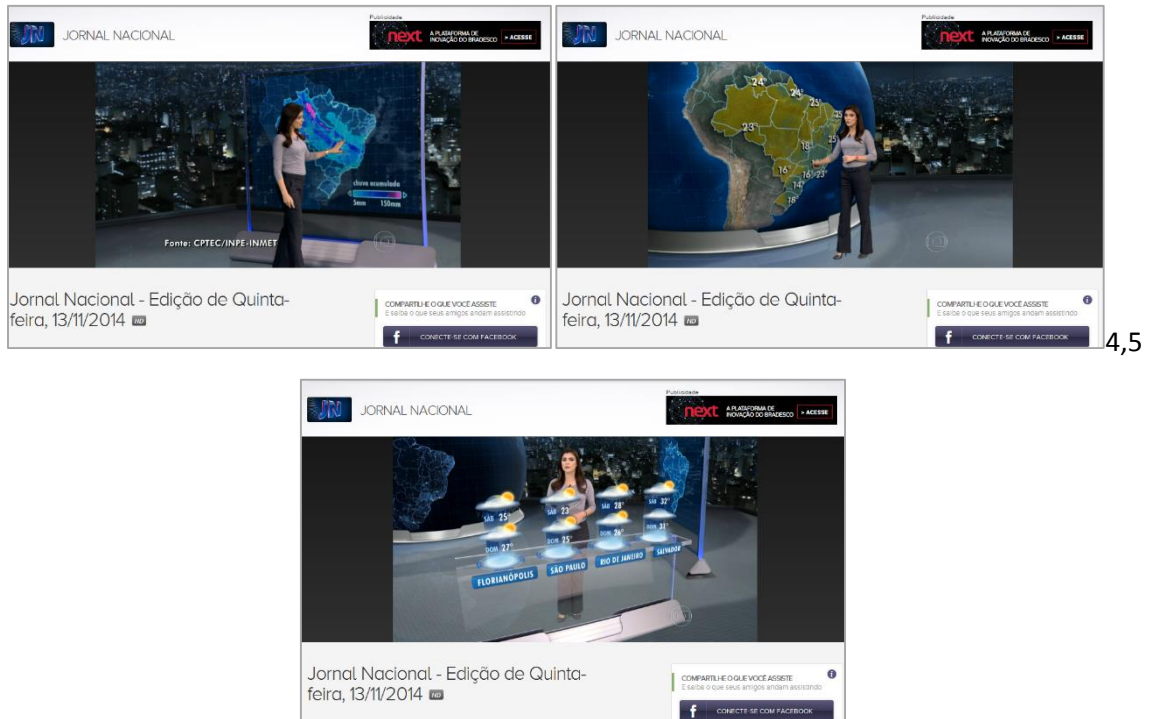 Publicidade
JN JORNAL NACIONAL
next A PLATAFORMA DE INOVAÇÃO DO BRADESCO > ACESSE
chuva acumulada
5mm 150mm
Fonte: CPTEC/INPE-INMET
Jornal Nacional - Edição de Quinta-
feira, 13/11/2014 HD
COMPARTILHE O QUE VOCÊ ASSISTE
E saiba o que seus amigos andam assistindo
f CONECTE-SE COM FACEBOOK
Publicidade
JN JORNAL NACIONAL
next A PLATAFORMA DE INOVAÇÃO DO BRADESCO > ACESSE
24°
24°
25°
25°
23°
25°
18°
16°
16° 23°
14°
18°
Jornal Nacional - Edição de Quinta-
feira, 13/11/2014 HD
COMPARTILHE O QUE VOCÊ ASSISTE
E saiba o que seus amigos andam assistindo
f CONECTE-SE COM FACEBOOK
4,5
Publicidade
JN JORNAL NACIONAL
next A PLATAFORMA DE INOVAÇÃO DO BRADESCO > ACESSE
SÁB 25° SÁB 23° SÁB 28° SÁB 32°
DOM 27° DOM 25° DOM 26° DOM 31°
FLORIANÓPOLIS SÃO PAULO RIO DE JANEIRO SALVADOR
Jornal Nacional - Edição de Quinta-
feira, 13/11/2014 HD
COMPARTILHE O QUE VOCÊ ASSISTE
E saiba o que seus amigos andam assistindo
f CONECTE-SE COM FACEBOOK